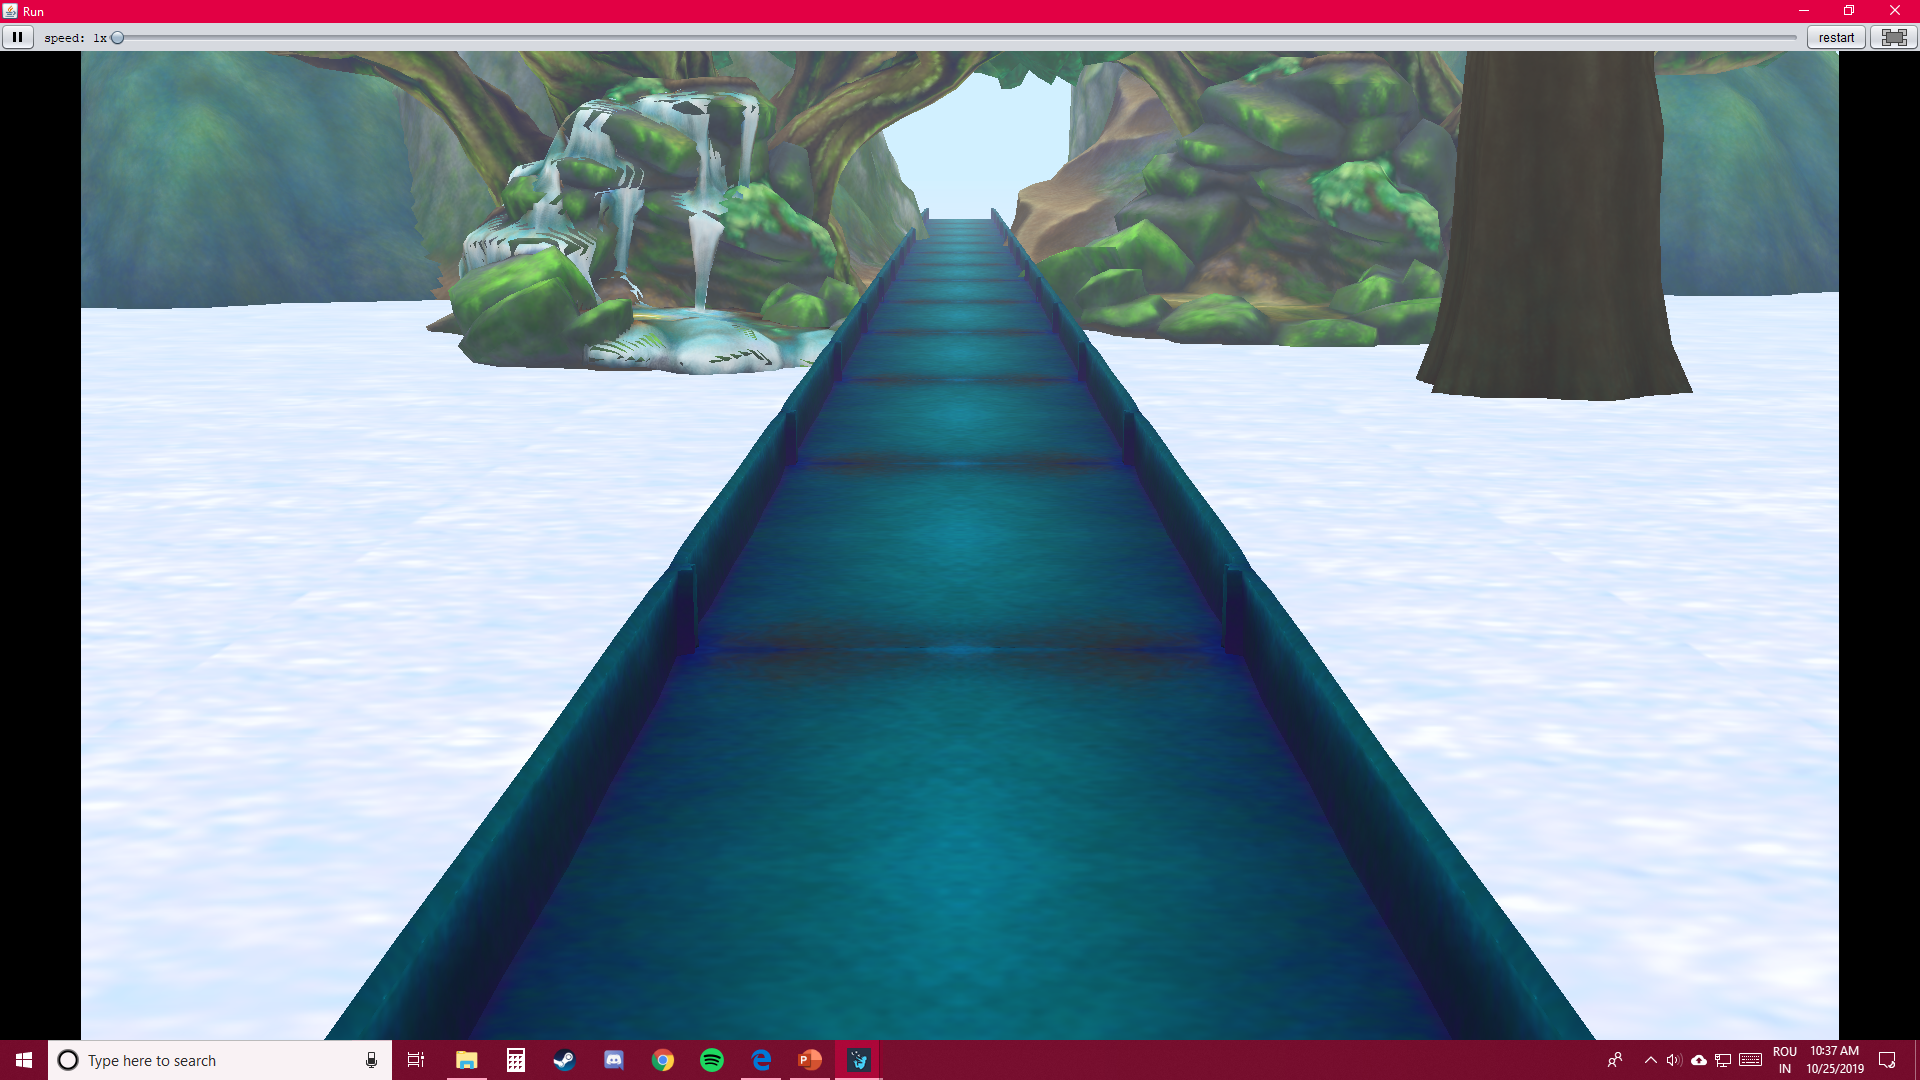 Run
speed: 1x
restart
Type here to search
P
ROU
IN
10:37 AM
10/25/2019